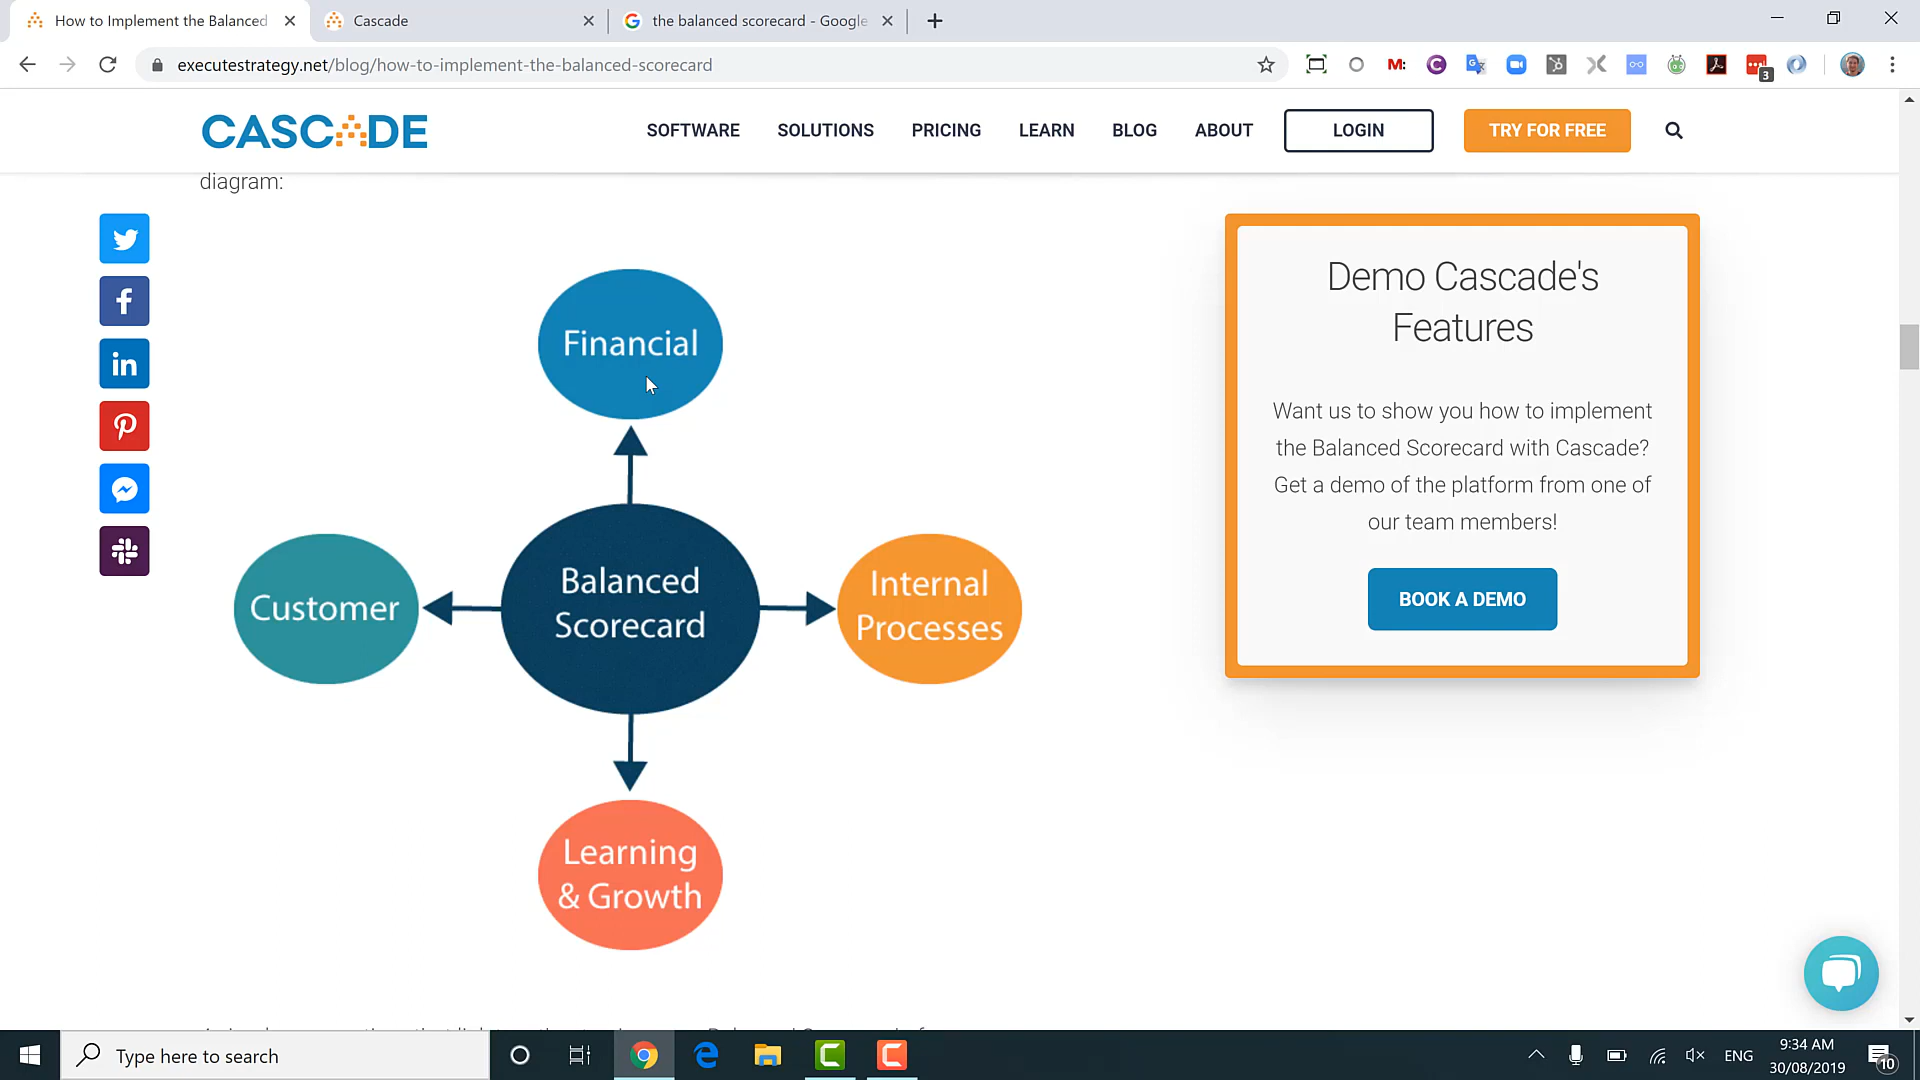 How to Implement the Balanced
Cascade
the balanced scorecard - Google
executestrategy.net/blog/how-to-implement-the-balanced-scorecard
M:
3
CASCADE
SOFTWARE
SOLUTIONS
PRICING
LEARN
BLOG
ABOUT
LOGIN
TRY FOR FREE
diagram:
Financial
Customer
Balanced
Scorecard
Internal
Processes
Learning
& Growth
Demo Cascade's
Features
Want us to show you how to implement
the Balanced Scorecard with Cascade?
Get a demo of the platform from one of
our team members!
BOOK A DEMO
Type here to search
ENG
9:34 AM
30/08/2019
10